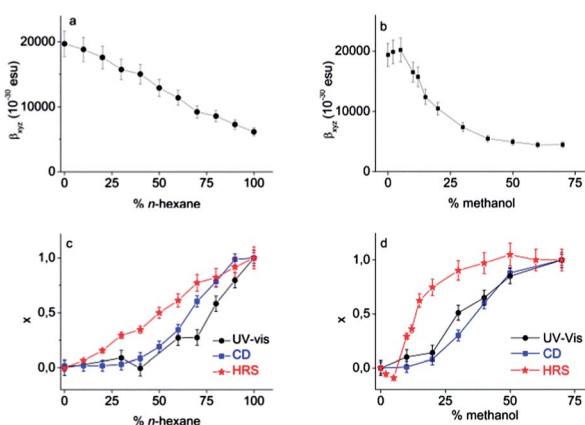 a
20000
10000
0
βxyz (10⁻³⁰ esu)
0 25 50 75 100
% n-hexane
b
20000
10000
0
βxyz (10⁻³⁰ esu)
0 25 50 75
% methanol
c
1,0
0,5
0,0
x
UV-vis
CD
HRS
0 25 50 75 100
% n-hexane
d
1,0
0,5
0,0
x
UV-Vis
CD
HRS
0 25 50 75
% methanol